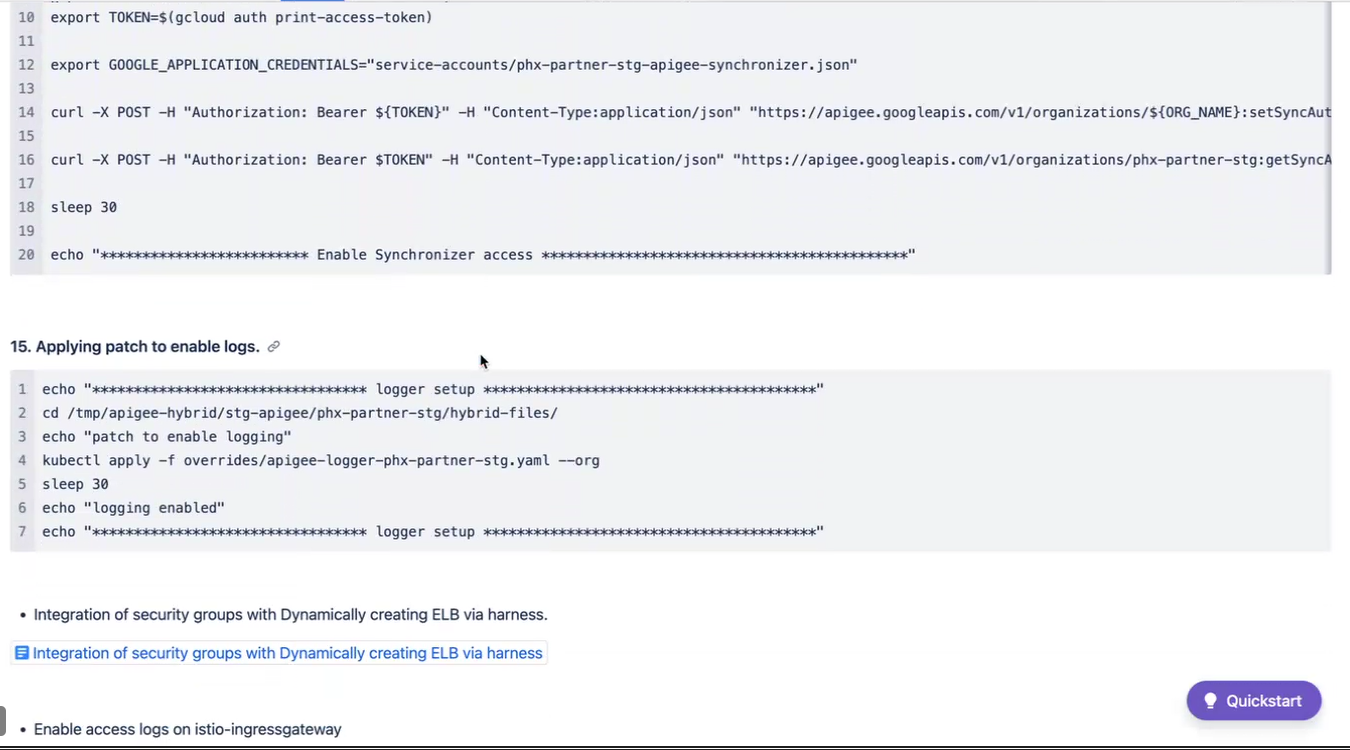 10 export TOKEN=$(gcloud auth print-access-token)
11
12 export GOOGLE_APPLICATION_CREDENTIALS="service-accounts/phx-partner-stg-apigee-synchronizer.json"
13
14 curl -X POST -H "Authorization: Bearer ${TOKEN}" -H "Content-Type:application/json" "https://apigee.googleapis.com/v1/organizations/${ORG_NAME}:setSyncAut
15
16 curl -X POST -H "Authorization: Bearer $TOKEN" -H "Content-Type:application/json" "https://apigee.googleapis.com/v1/organizations/phx-partner-stg:getSyncA
17
18 sleep 30
19
20 echo "************************* Enable Synchronizer access ********************************************"
15. Applying patch to enable logs.
1 echo "********************************* logger setup ****************************************"
2 cd /tmp/apigee-hybrid/stg-apigee/phx-partner-stg/hybrid-files/
3 echo "patch to enable logging"
4 kubectl apply -f overrides/apigee-logger-phx-partner-stg.yaml --org
5 sleep 30
6 echo "logging enabled"
7 echo "********************************* logger setup ****************************************"
• Integration of security groups with Dynamically creating ELB via harness.
Integration of security groups with Dynamically creating ELB via harness
Quickstart
• Enable access logs on istio-ingressgateway